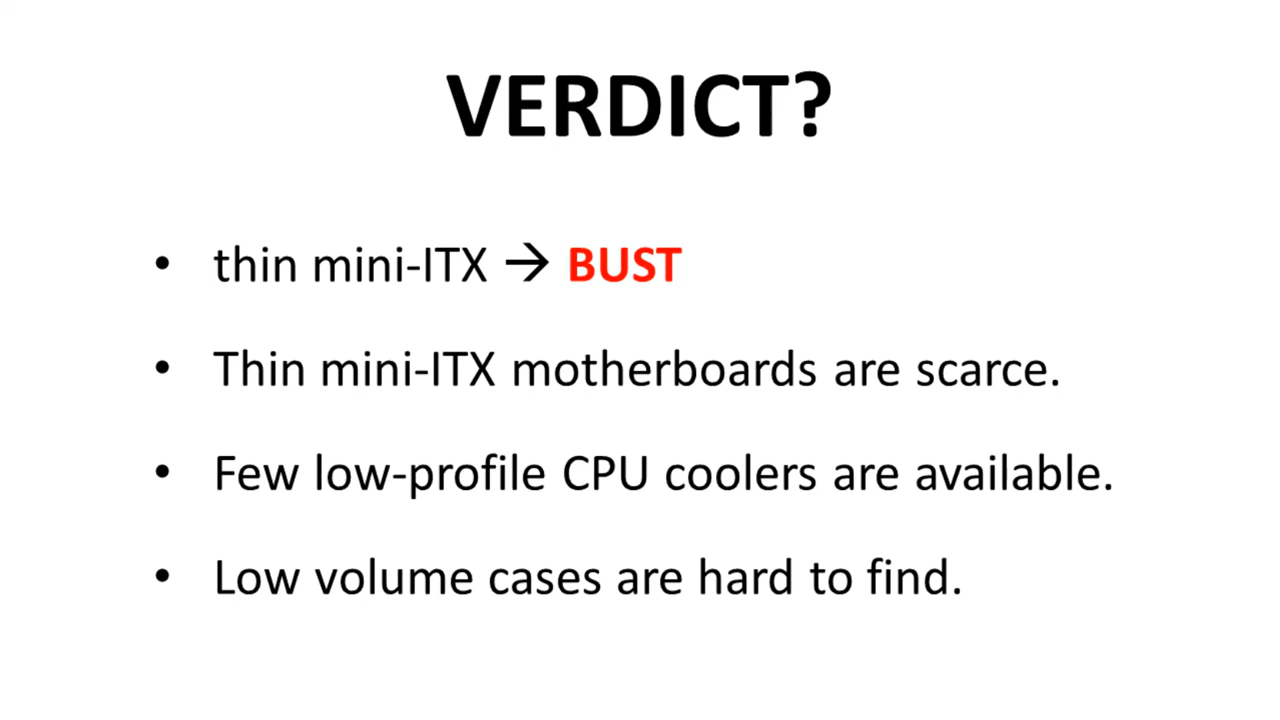 VERDICT?
• thin mini-ITX → BUST
• Thin mini-ITX motherboards are scarce.
• Few low-profile CPU coolers are available.
• Low volume cases are hard to find.